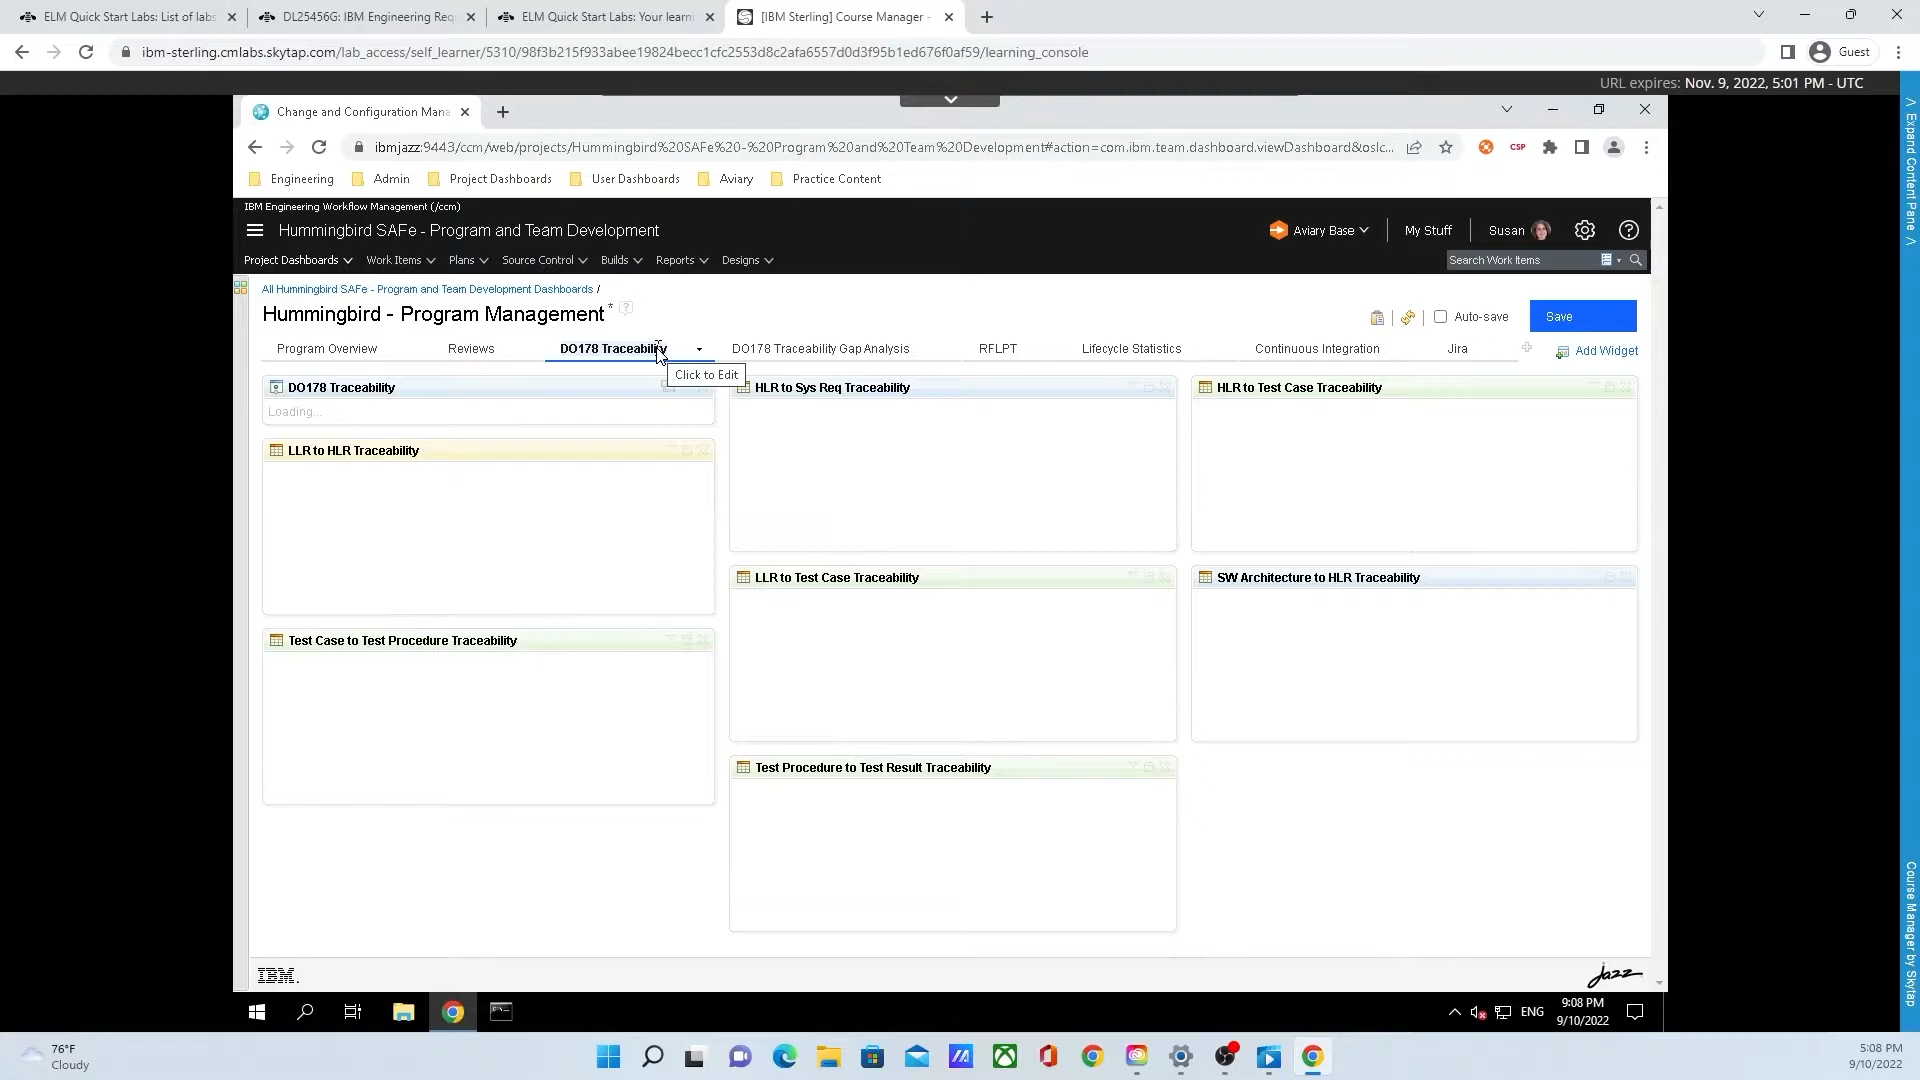 ELM Quick Start Labs: List of labs
DL25456G: IBM Engineering Req
ELM Quick Start Labs: Your learni
[IBM Sterling] Course Manager -
ibm-sterling.cmlabs.skytap.com/lab_access/self_learner/5310/98f3b215f933abee19824becc1cfc2553d8c2afa6557d0d3f95b1ed676f0af59/learning_console
Guest
URL expires: Nov. 9, 2022, 5:01 PM - UTC
Change and Configuration Mana
ibmjazz:9443/ccm/web/projects/Hummingbird%20SAFe%20-%20Program%20and%20Team%20Development#action=com.ibm.team.dashboard.viewDashboard&oslc...
CSP
Engineering
Admin
Project Dashboards
User Dashboards
Aviary
Practice Content
IBM Engineering Workflow Management (/ccm)
Hummingbird SAFe - Program and Team Development
Aviary Base
My Stuff
Susan
Project Dashboards
Work Items
Plans
Source Control
Builds
Reports
Designs
Search Work Items
All Hummingbird SAFe - Program and Team Development Dashboards /
Hummingbird - Program Management *
Auto-save
Save
Program Overview
Reviews
DO178 Traceability
DO178 Traceability Gap Analysis
RFLPT
Lifecycle Statistics
Continuous Integration
Jira
Add Widget
Click to Edit
DO178 Traceability
Loading...
HLR to Sys Req Traceability
HLR to Test Case Traceability
LLR to HLR Traceability
LLR to Test Case Traceability
SW Architecture to HLR Traceability
Test Case to Test Procedure Traceability
Test Procedure to Test Result Traceability
IBM.
jazz
ENG
9:08 PM
9/10/2022
< Expand Content Pane <
Course Manager by Skytap
76°F
Cloudy
5:08 PM
9/10/2022